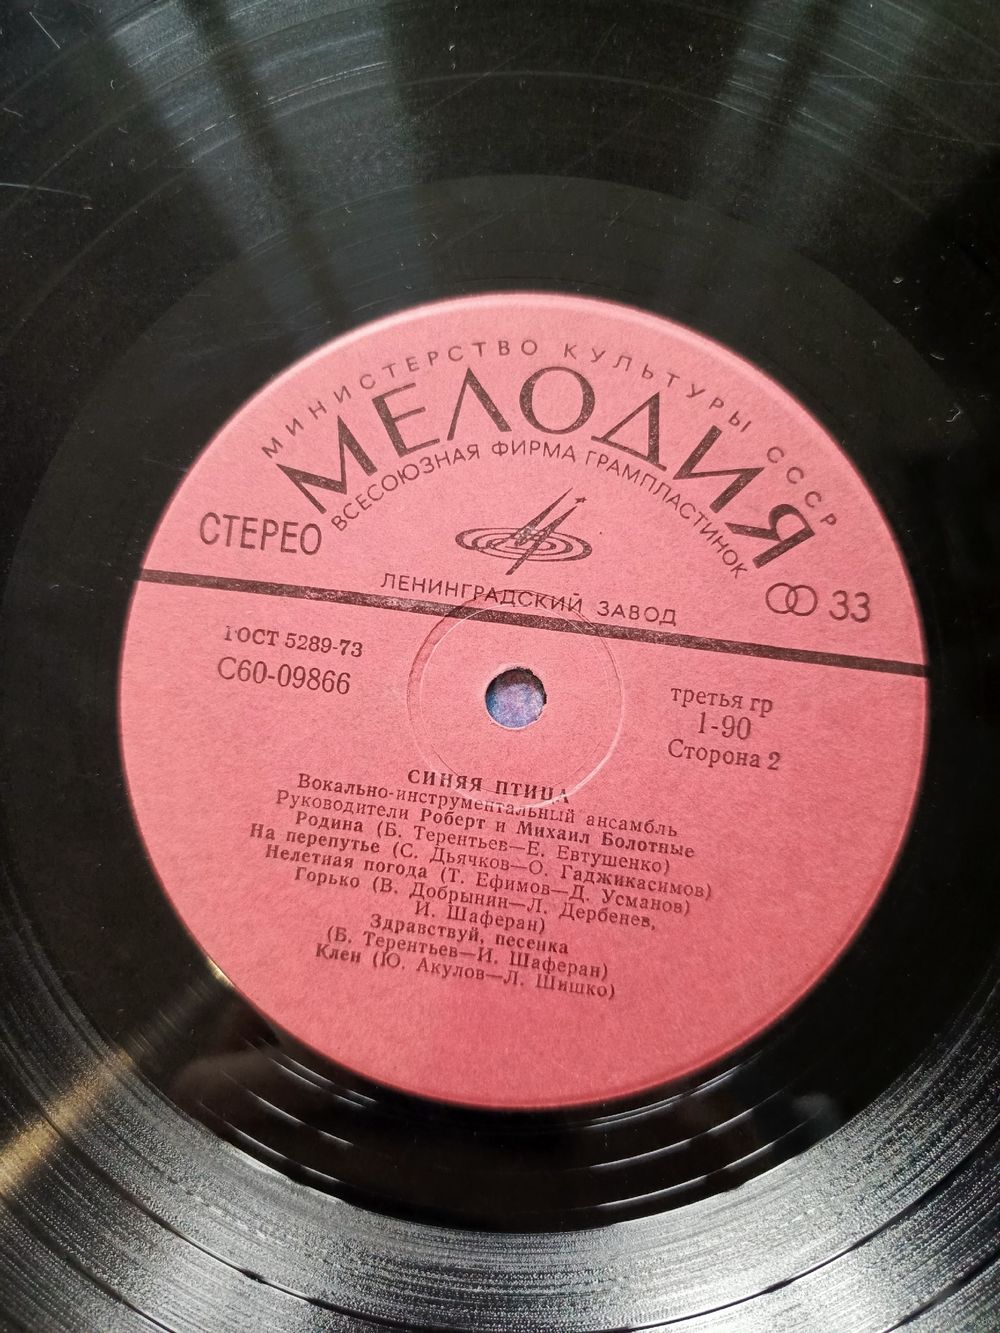 МИНИСТЕРСТВО КУЛЬТУРЫ СССР
МЕЛОДИЯ
ВСЕСОЮЗНАЯ ФИРМА ГРАМПЛАСТИНОК
СТЕРЕО
33
ЛЕНИНГРАДСКИЙ ЗАВОД
ГОСТ 5289-73
С60-09866
третья гр
1-90
Сторона 2
СИНЯЯ ПТИЦА
Вокально-инструментальный ансамбль
Руководители Роберт и Михаил Болотные
Родина (Б. Терентьев—Е. Евтушенко)
На перепутье (С. Дьячков—О. Гаджикасимов)
Нелетная погода (Т. Ефимов—Д. Усманов)
Горько (В. Добрынин—Л. Дербенев,
И. Шаферан)
Здравствуй, песенка
(Б. Терентьев—И. Шаферан)
Клен (Ю. Акулов—Л. Шишко)